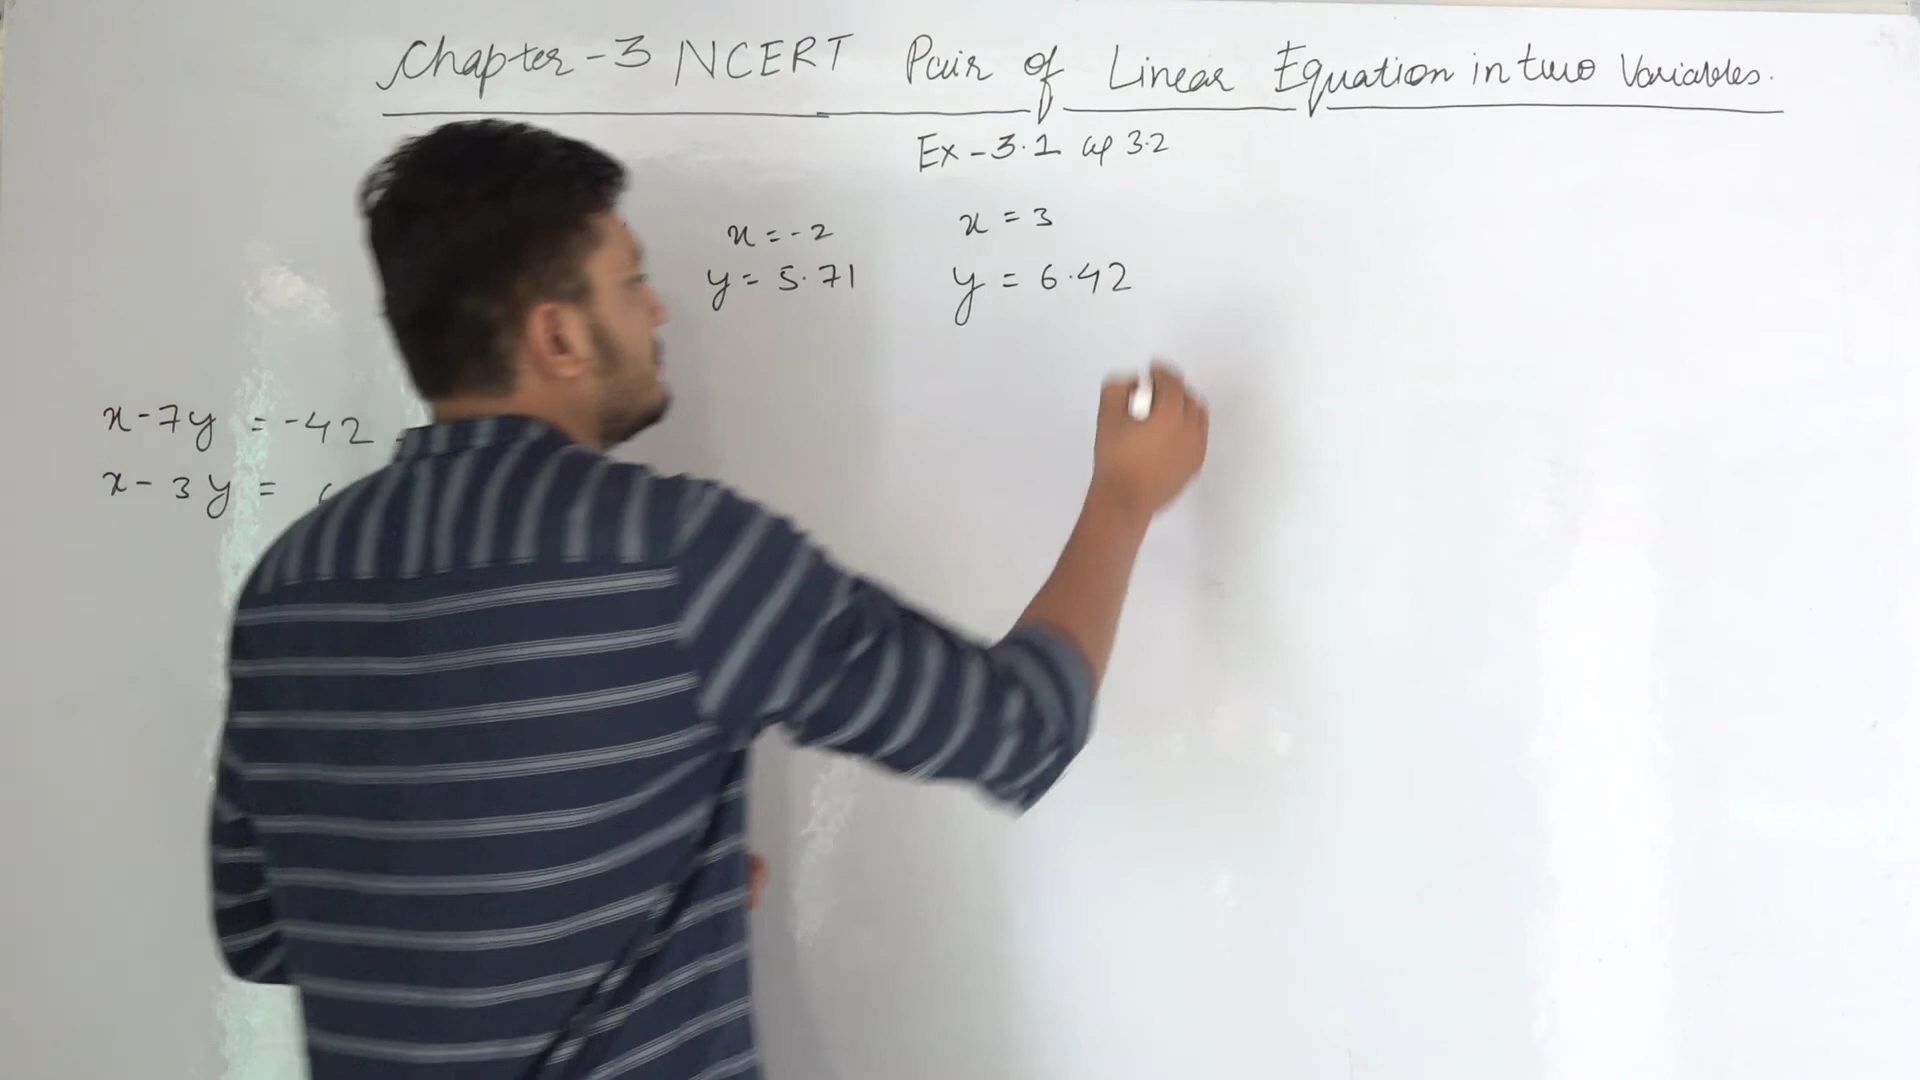 Chapter-3 NCERT Pair of Linear Equation in two Variables.
Ex-3.1 3.2
x = -2
y = 5.71
x = 3
y = 6.42
x-7y = -42
x-3y =